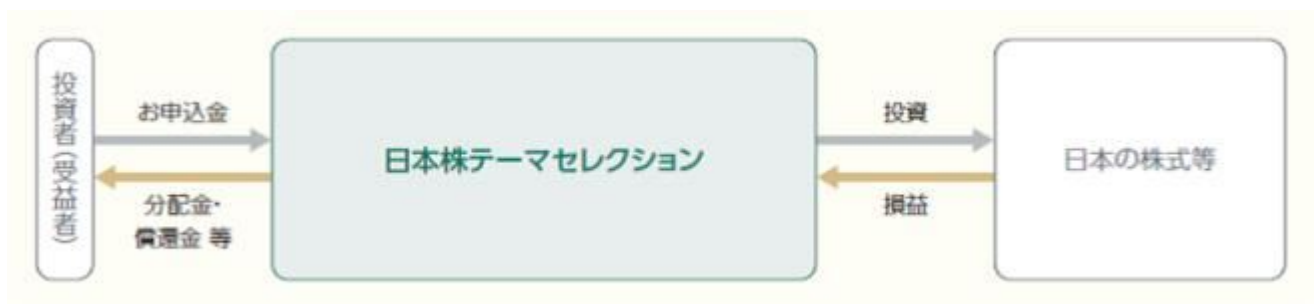 投資者(受益者)
お申込金
分配金・
償還金 等
日本株テーマセレクション
投資
損益
日本の株式等